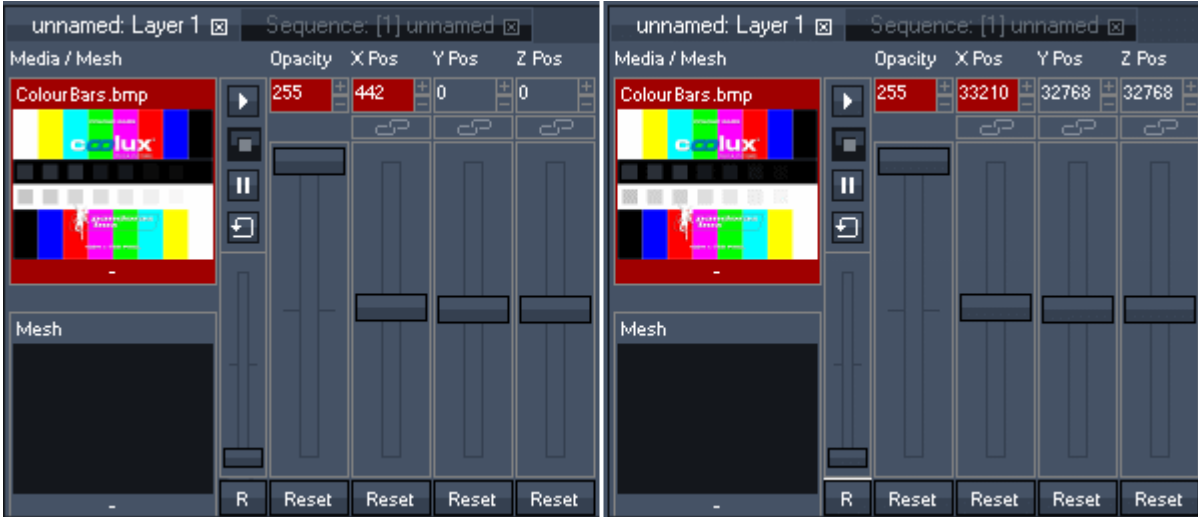 unnamed: Layer 1
Sequence: [1] unnamed
Media / Mesh
Opacity
X Pos
Y Pos
Z Pos
ColourBars.bmp
255
442
0
0
coolux
-
Mesh
-
R
Reset
Reset
Reset
Reset
unnamed: Layer 1
Sequence: [1] unnamed
Media / Mesh
Opacity
X Pos
Y Pos
Z Pos
ColourBars.bmp
255
33210
32768
32768
coolux
-
Mesh
-
R
Reset
Reset
Reset
Reset